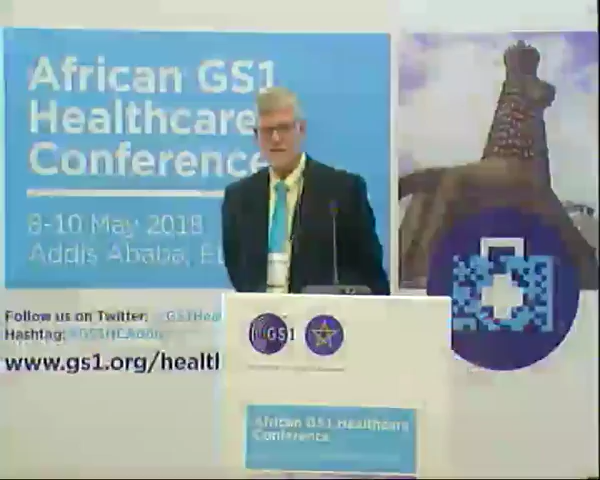 African GS1
Healthcare
Conference
8-10 May 2018
Addis Ababa,
Follow us on Twitter:
Hashtag:
www.gs1.org/healt
GS1
African GS1 Healthcare
Conference